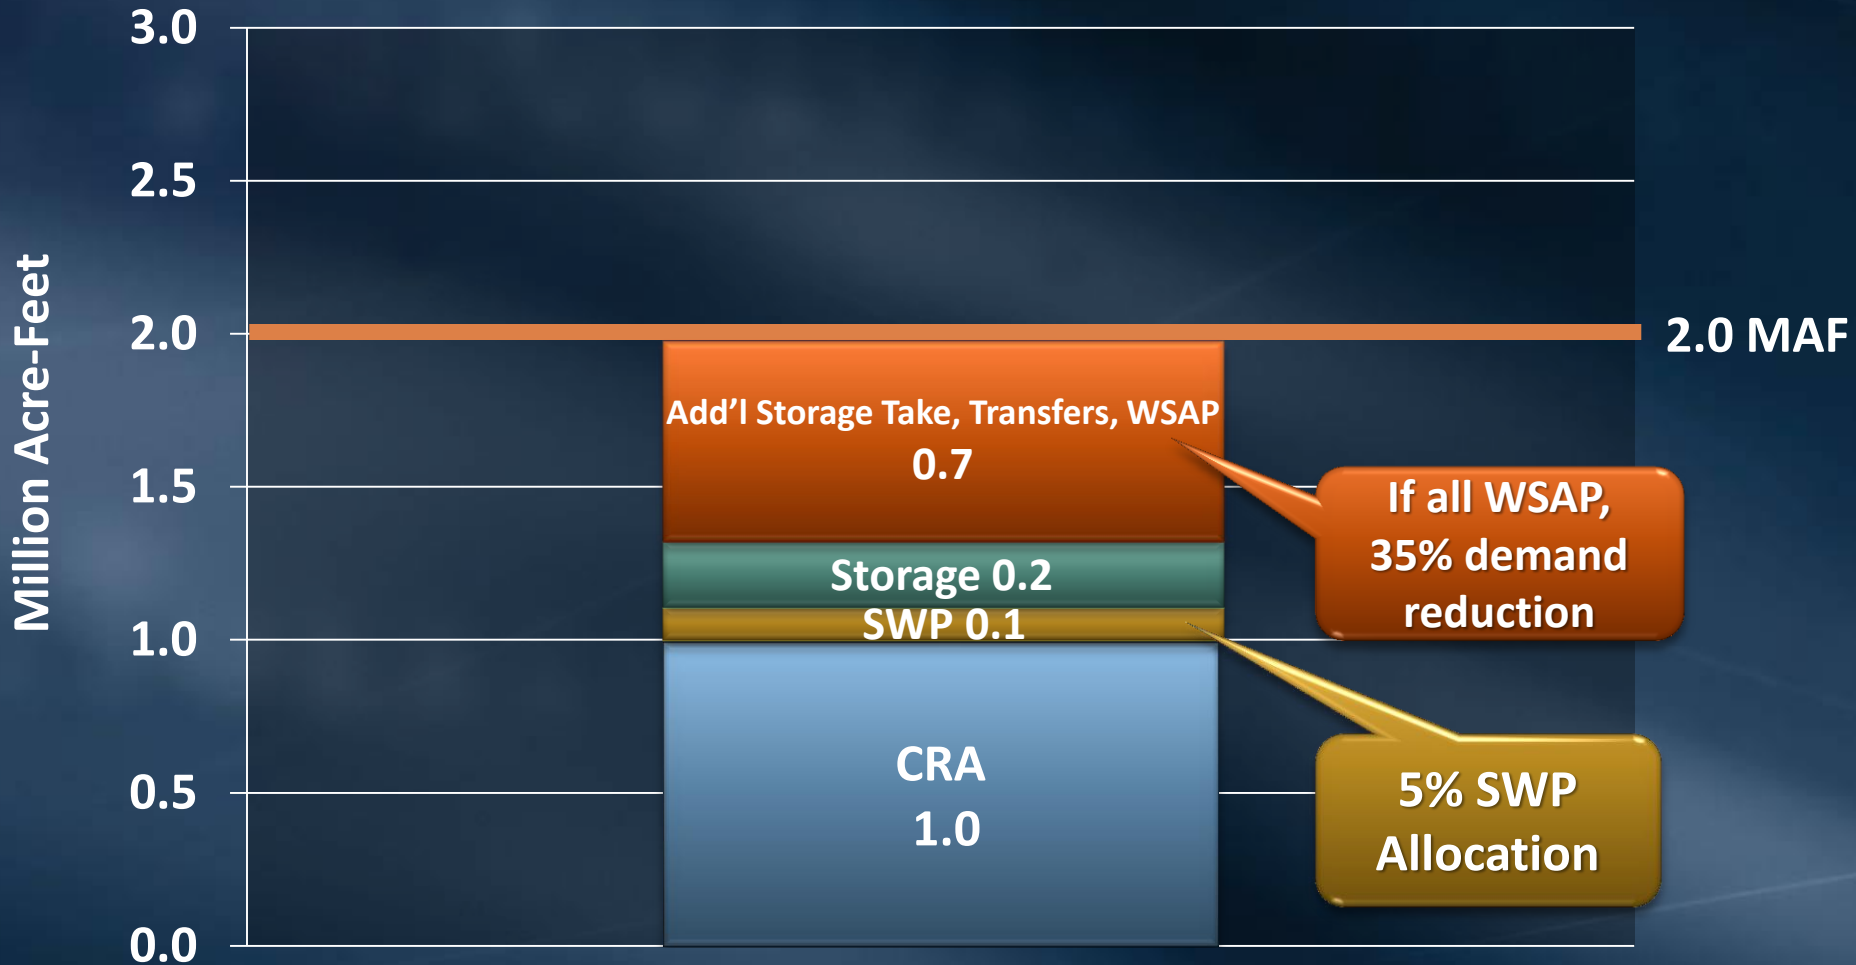 Million Acre-Feet
3.0
2.5
2.0
1.5
1.0
0.5
0.0
2.0 MAF
Add'l Storage Take, Transfers, WSAP
0.7
Storage 0.2
SWP 0.1
CRA
1.0
If all WSAP,
35% demand
reduction
5% SWP
Allocation